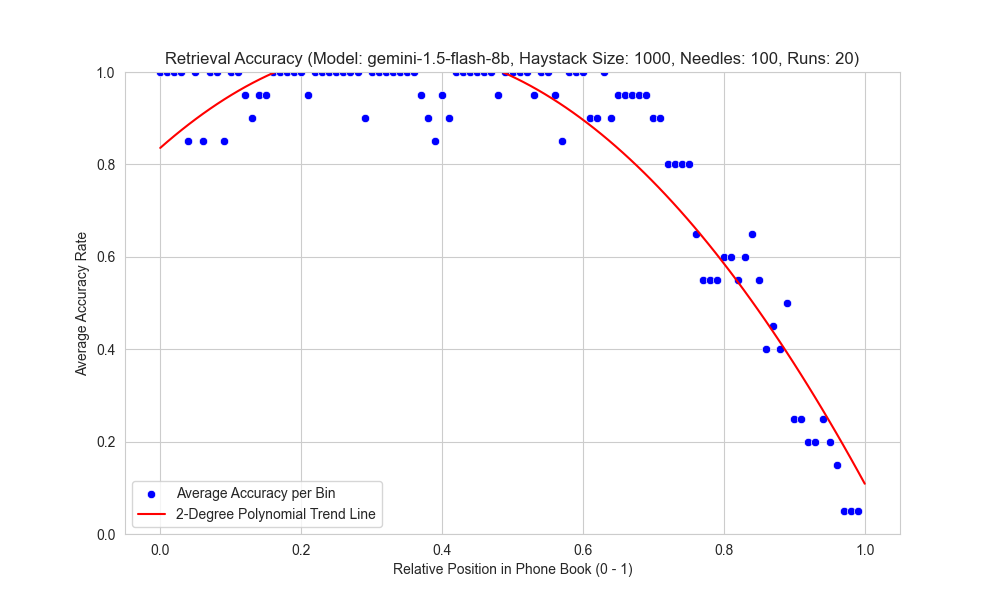 Retrieval Accuracy (Model: gemini-1.5-flash-8b, Haystack Size: 1000, Needles: 100, Runs: 20)
1.0
0.8
0.6
0.4
0.2
0.0
Average Accuracy Rate
Average Accuracy per Bin
2-Degree Polynomial Trend Line
0.0 0.2 0.4 0.6 0.8 1.0
Relative Position in Phone Book (0 - 1)